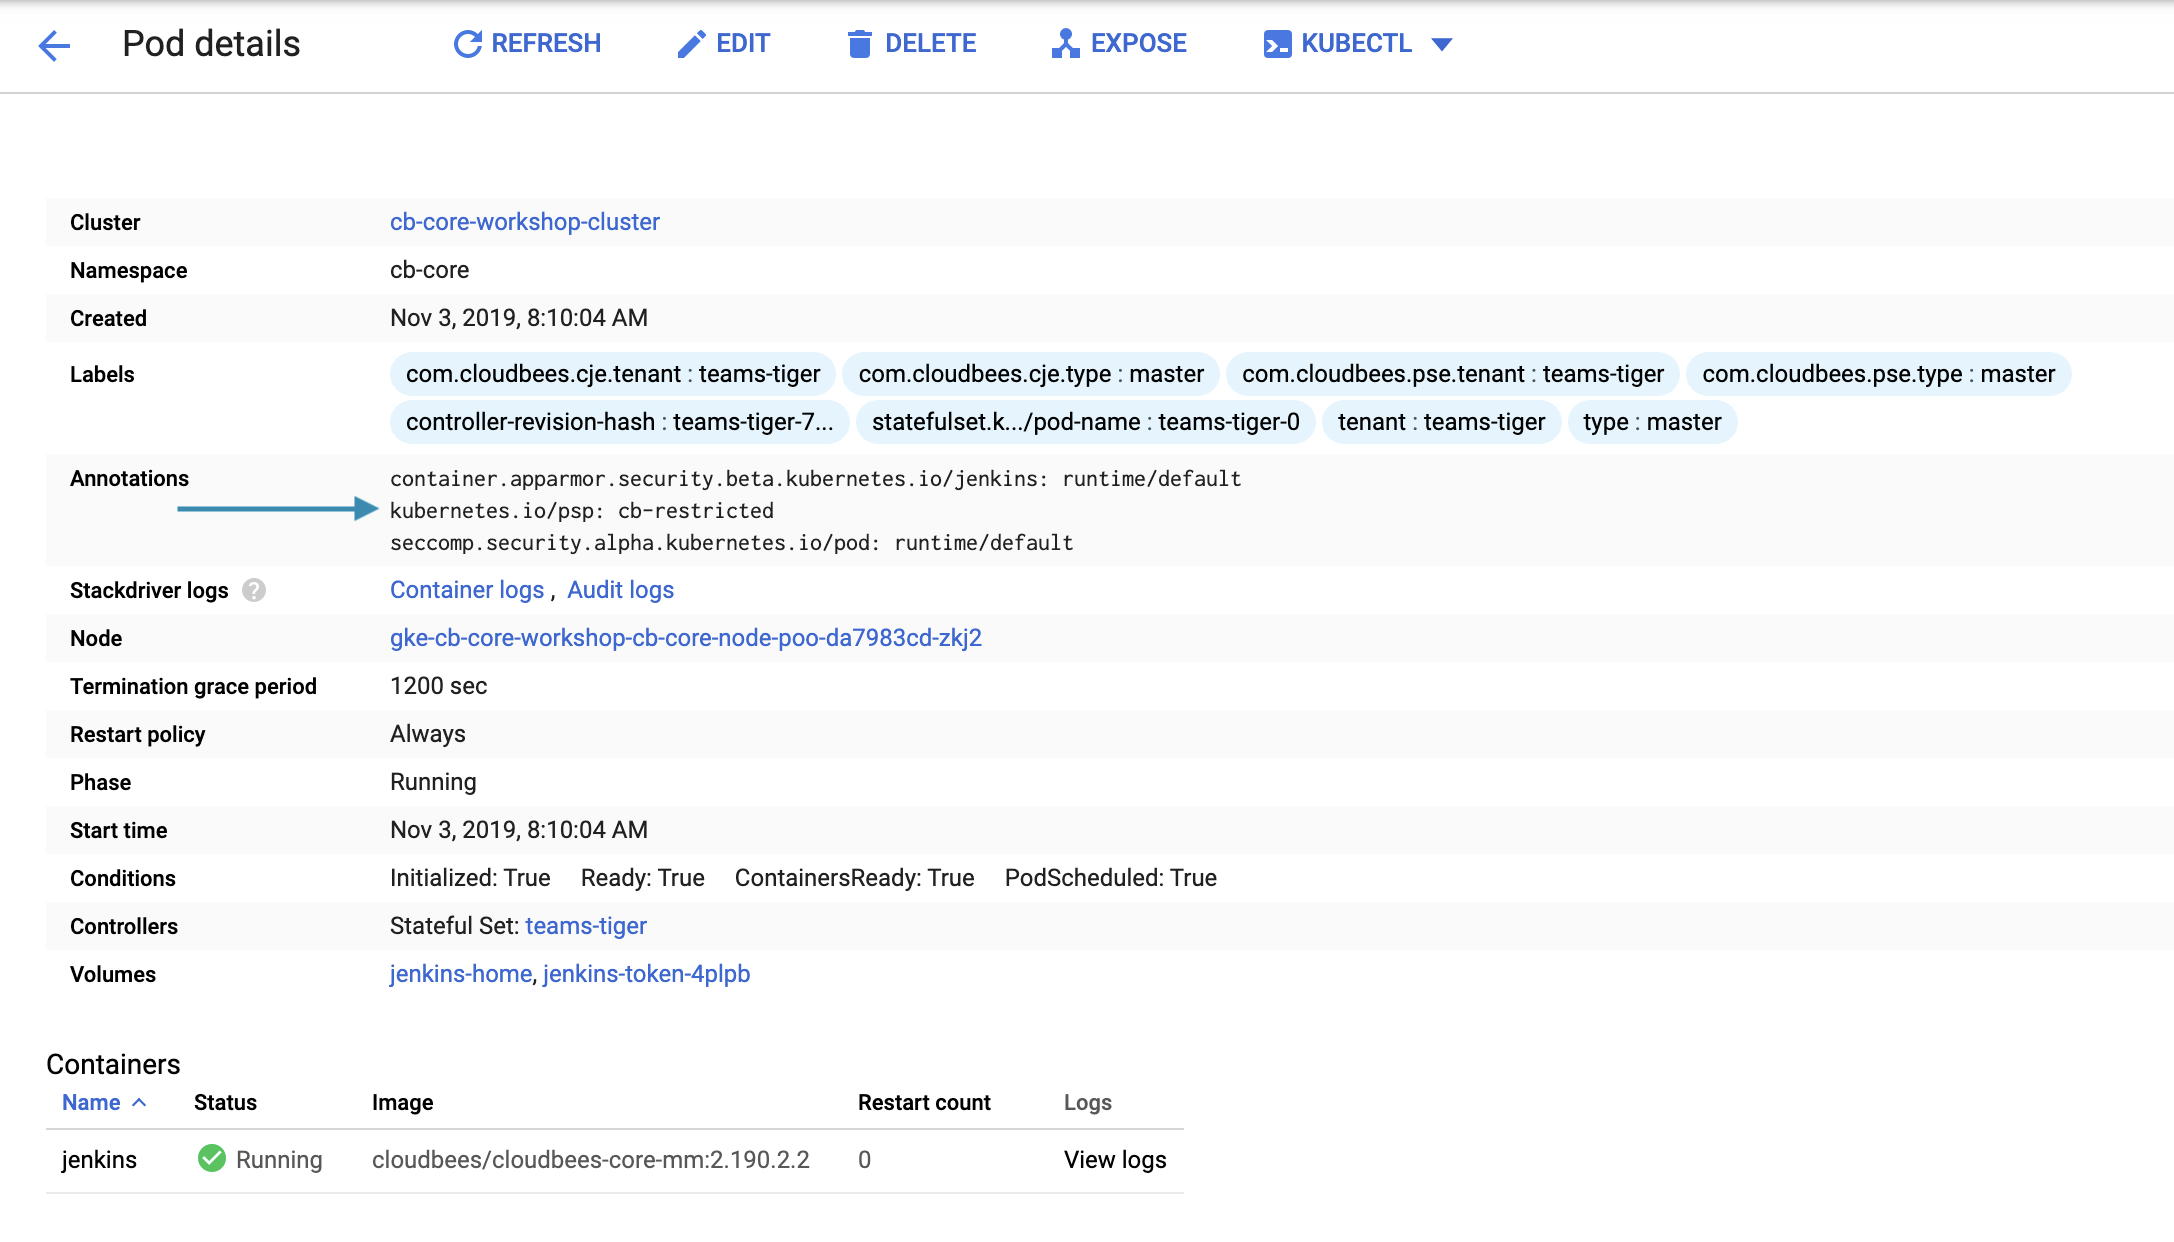 Pod details REFRESH EDIT DELETE EXPOSE KUBECTL
Cluster cb-core-workshop-cluster
Namespace cb-core
Created Nov 3, 2019, 8:10:04 AM
Labels com.cloudbees.cje.tenant : teams-tiger com.cloudbees.cje.type : master com.cloudbees.pse.tenant : teams-tiger com.cloudbees.pse.type : master
controller-revision-hash : teams-tiger-7... statefulset.k.../pod-name : teams-tiger-0 tenant : teams-tiger type : master
Annotations container.apparmor.security.beta.kubernetes.io/jenkins: runtime/default
kubernetes.io/psp: cb-restricted
seccomp.security.alpha.kubernetes.io/pod: runtime/default
Stackdriver logs ? Container logs , Audit logs
Node gke-cb-core-workshop-cb-core-node-poo-da7983cd-zkj2
Termination grace period 1200 sec
Restart policy Always
Phase Running
Start time Nov 3, 2019, 8:10:04 AM
Conditions Initialized: True Ready: True ContainersReady: True PodScheduled: True
Controllers Stateful Set: teams-tiger
Volumes jenkins-home, jenkins-token-4plpb
Containers
Name Status Image Restart count Logs
jenkins Running cloudbees/cloudbees-core-mm:2.190.2.2 0 View logs